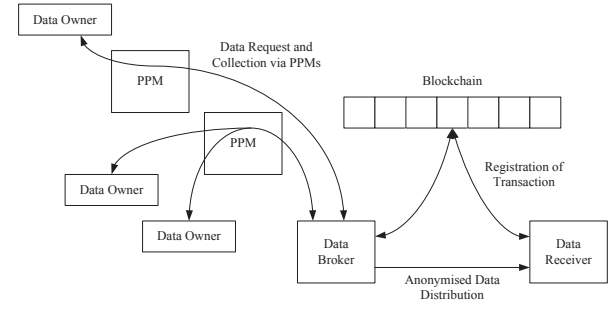 Data Owner
Data Request and
Collection via PPMs
PPM
Blockchain
PPM
Registration of
Transaction
Data Owner
Data Owner
Data
Broker
Data
Receiver
Anonymised Data
Distribution